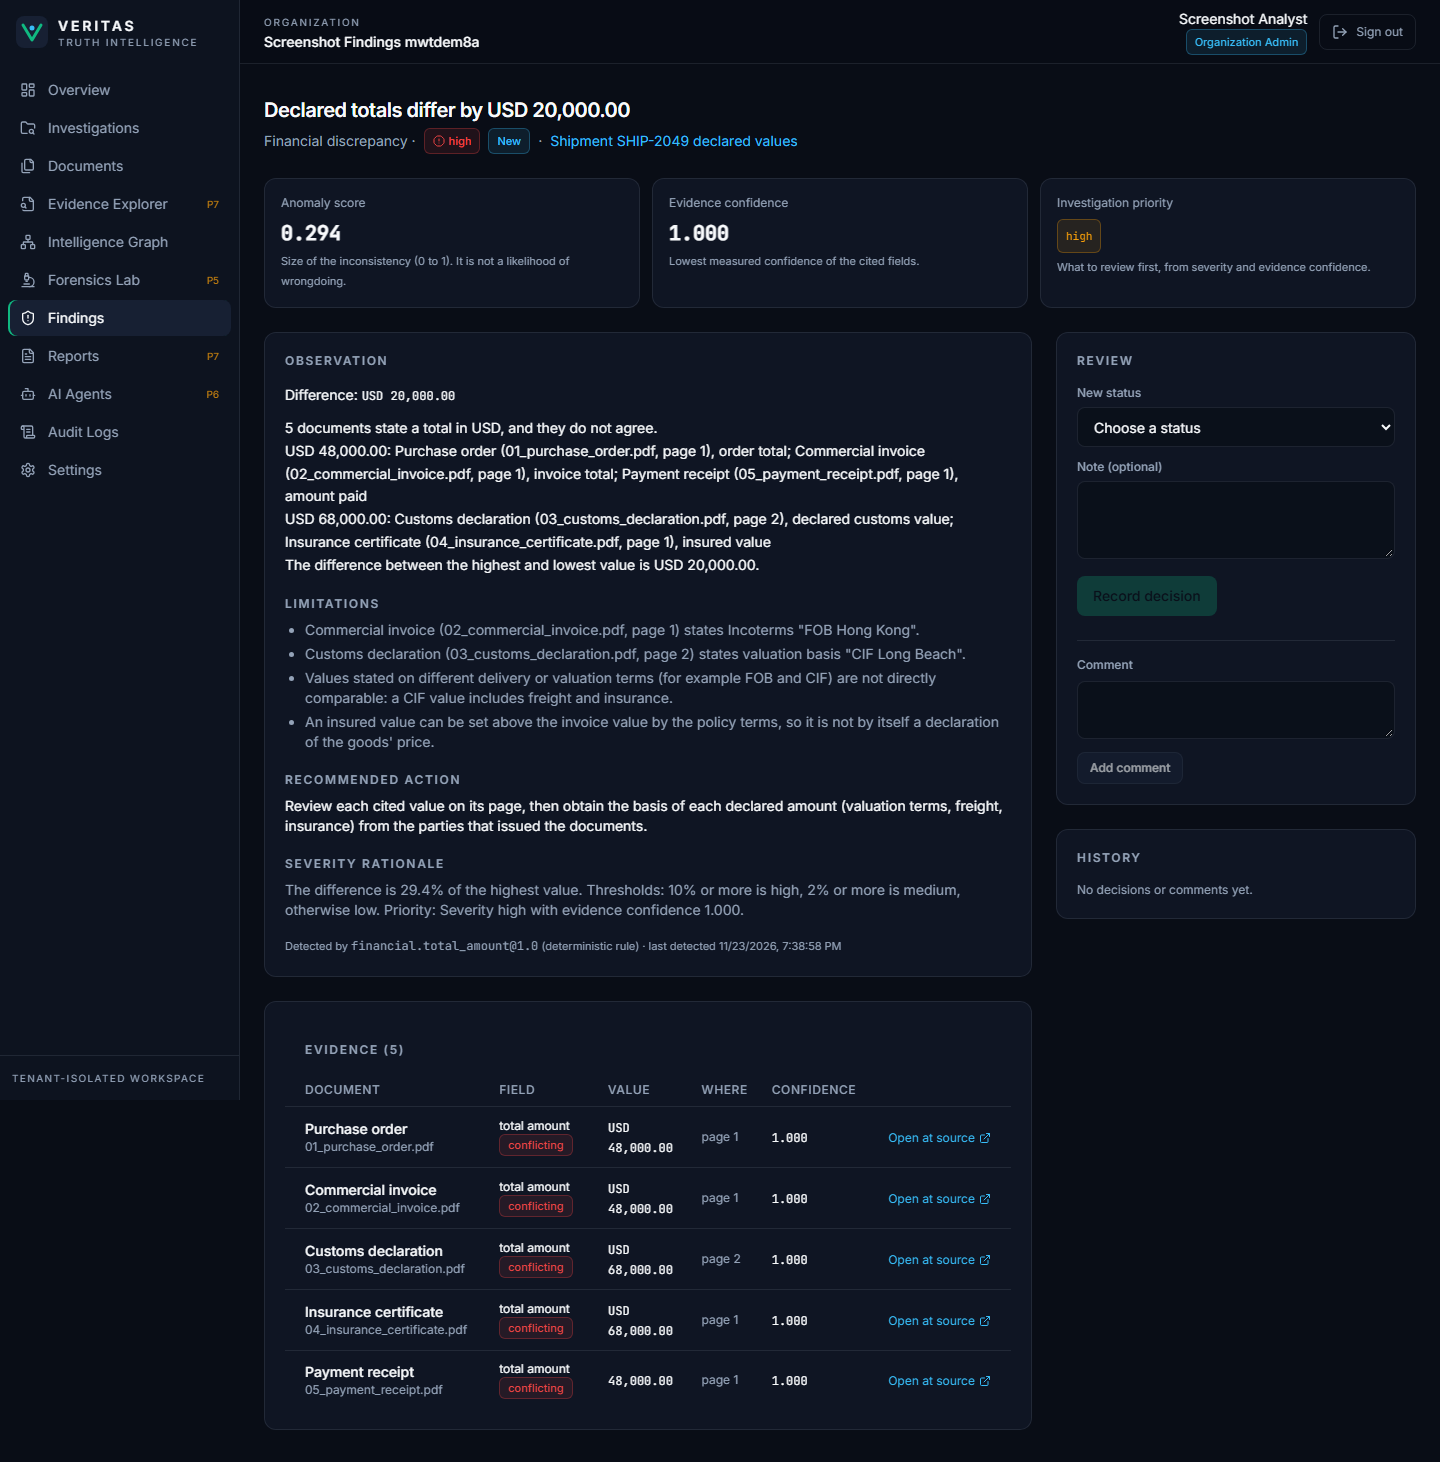 VERITAS
TRUTH INTELLIGENCE
Overview
Investigations
Documents
Evidence Explorer P7
Intelligence Graph
Forensics Lab P5
Findings
Reports P7
AI Agents P6
Audit Logs
Settings
TENANT-ISOLATED WORKSPACE
ORGANIZATION
Screenshot Findings mwtdem8a
Screenshot Analyst
Organization Admin
Sign out
Declared totals differ by USD 20,000.00
Financial discrepancy · high New · Shipment SHIP-2049 declared values
Anomaly score
0.294
Size of the inconsistency (0 to 1). It is not a likelihood of
wrongdoing.
Evidence confidence
1.000
Lowest measured confidence of the cited fields.
Investigation priority
high
What to review first, from severity and evidence confidence.
OBSERVATION
Difference: USD 20,000.00
5 documents state a total in USD, and they do not agree.
USD 48,000.00: Purchase order (01_purchase_order.pdf, page 1), order total; Commercial invoice
(02_commercial_invoice.pdf, page 1), invoice total; Payment receipt (05_payment_receipt.pdf, page 1),
amount paid
USD 68,000.00: Customs declaration (03_customs_declaration.pdf, page 2), declared customs value;
Insurance certificate (04_insurance_certificate.pdf, page 1), insured value
The difference between the highest and lowest value is USD 20,000.00.
LIMITATIONS
• Commercial invoice (02_commercial_invoice.pdf, page 1) states Incoterms "FOB Hong Kong".
• Customs declaration (03_customs_declaration.pdf, page 2) states valuation basis "CIF Long Beach".
• Values stated on different delivery or valuation terms (for example FOB and CIF) are not directly
comparable: a CIF value includes freight and insurance.
• An insured value can be set above the invoice value by the policy terms, so it is not by itself a declaration
of the goods' price.
RECOMMENDED ACTION
Review each cited value on its page, then obtain the basis of each declared amount (valuation terms, freight,
insurance) from the parties that issued the documents.
SEVERITY RATIONALE
The difference is 29.4% of the highest value. Thresholds: 10% or more is high, 2% or more is medium,
otherwise low. Priority: Severity high with evidence confidence 1.000.
Detected by financial.total_amount@1.0 (deterministic rule) · last detected 11/23/2026, 7:38:58 PM
REVIEW
New status
Choose a status
Note (optional)
Record decision
Comment
Add comment
HISTORY
No decisions or comments yet.
EVIDENCE (5)
DOCUMENT FIELD VALUE WHERE CONFIDENCE
Purchase order
01_purchase_order.pdf
total amount
conflicting
USD
48,000.00
page 1
1.000
Open at source
Commercial invoice
02_commercial_invoice.pdf
total amount
conflicting
USD
48,000.00
page 1
1.000
Open at source
Customs declaration
03_customs_declaration.pdf
total amount
conflicting
USD
68,000.00
page 2
1.000
Open at source
Insurance certificate
04_insurance_certificate.pdf
total amount
conflicting
USD
68,000.00
page 1
1.000
Open at source
Payment receipt
05_payment_receipt.pdf
total amount
conflicting
48,000.00
page 1
1.000
Open at source